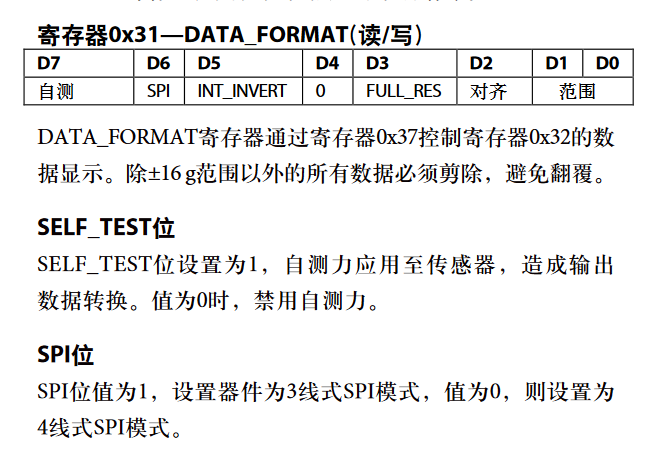 寄存器0x31—DATA_FORMAT(读/写)
D7 D6 D5 D4 D3 D2 D1 D0
自测 SPI INT_INVERT 0 FULL_RES 对齐 范围
DATA_FORMAT寄存器通过寄存器0x37控制寄存器0x32的数
据显示。除±16 g范围以外的所有数据必须剪除，避免翻覆。
SELF_TEST位
SELF_TEST位设置为1，自测力应用至传感器，造成输出
数据转换。值为0时，禁用自测力。
SPI位
SPI位值为1，设置器件为3线式SPI模式，值为0，则设置为
4线式SPI模式。